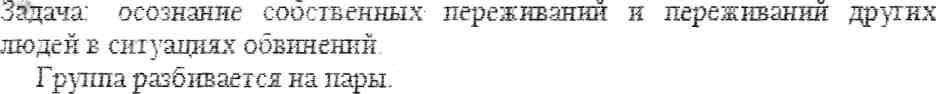 Задача: осознание собственных переживаний и переживаний других
людей в ситуациях обвинений.
Группа разбивается на пары.